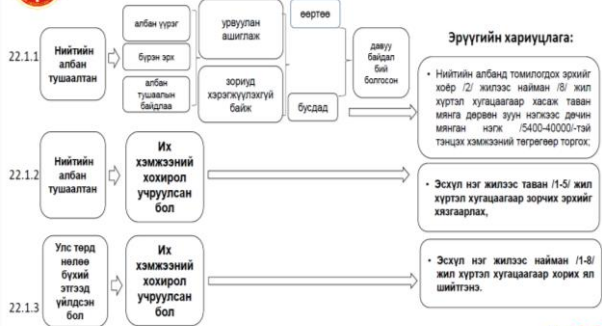 Эрүүгийн хариуцлага:
22.1.1
Нийтийн
албан
тушаалтан
албан үүрэг
бүрэн эрх
албан
тушаалын
байдлаа
урвуулан
ашиглаж
зориуд
хэрэгжүүлэхгүй
байж
өөртөө
бусдад
давуу
байдал
бий
болгосон
• Нийтийн албанд томилогдох эрхийг
хоёр /2/ жилээс найман /8/ жил
хүртэл хугацаагаар хасаж таван
мянга дөрвөн зуун нэгжээс дөчин
мянган нэгж /5400-40000/-тэй
тэнцэх хэмжээний төгрөгөөр торгох;
22.1.2
Нийтийн
албан
тушаалтан
Их
хэмжээний
хохирол
учруулсан
бол
• Эсхүл нэг жилээс таван /1-5/ жил
хүртэл хугацаагаар зорчих эрхийг
хязгаарлах,
22.1.3
Улс төрд
нөлөө
бүхий
этгээд
үйлдсэн
бол
Их
хэмжээний
хохирол
учруулсан
бол
• Эсхүл нэг жилээс найман /1-8/
жил хүртэл хугацаагаар хорих ял
шийтгэнэ.